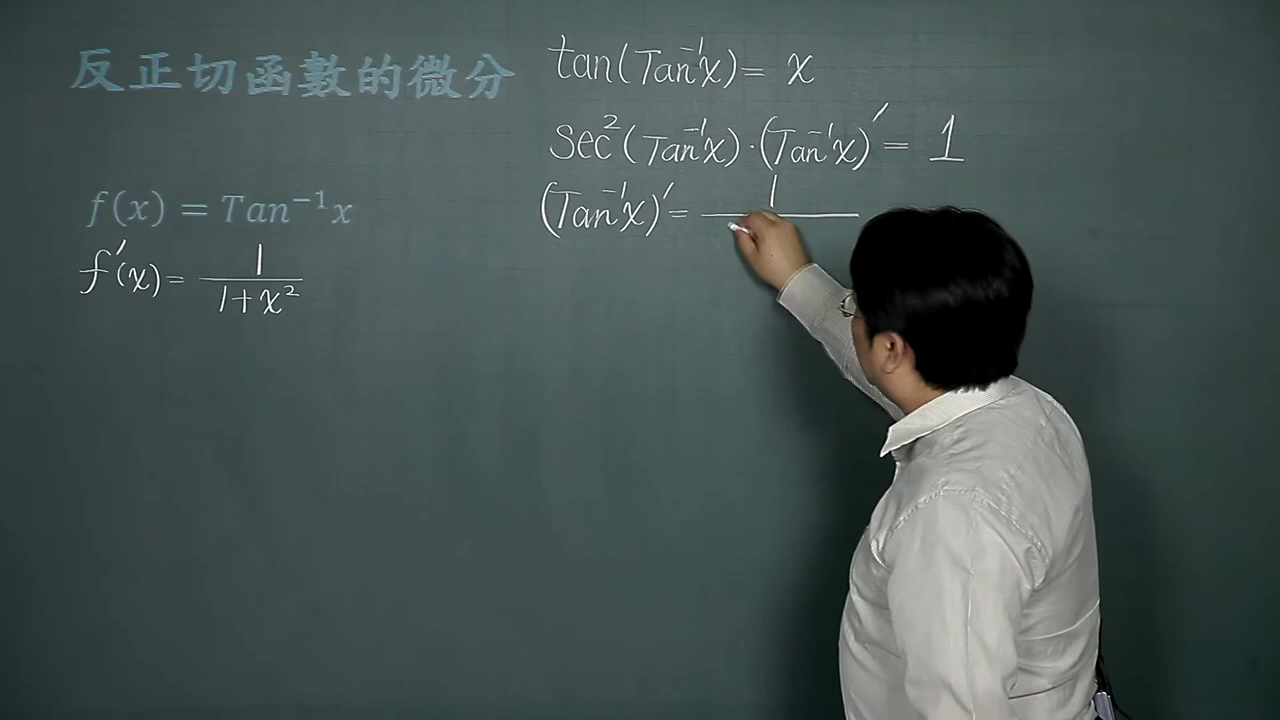 反正切函數的微分
f(x) = Tan⁻¹x
f′(x) = 1/(1+x²)
tan(Tan⁻¹x) = x
sec²(Tan⁻¹x)·(Tan⁻¹x)′ = 1
(Tan⁻¹x)′ = 1/